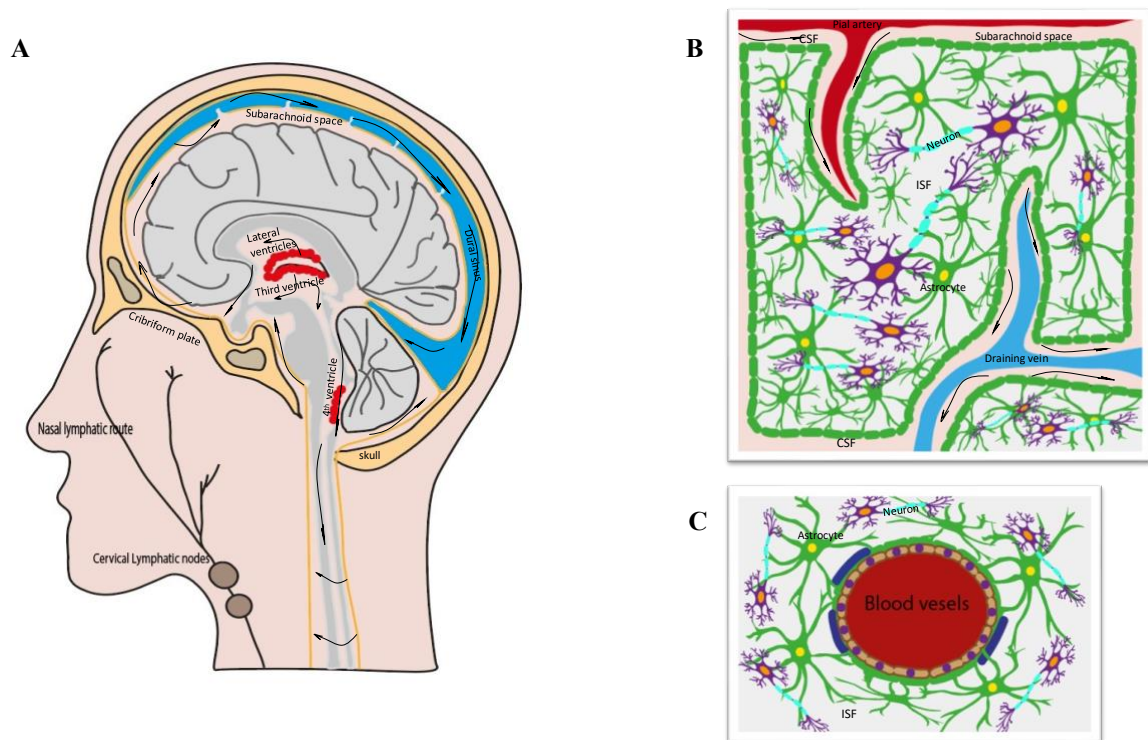 A
Subarachnoid space
Lateral
ventricles
Third ventricle
Dural sinus
Cribriform plate
4th ventricle
Nasal lymphatic route
skull
Cervical Lymphatic nodes
B
Pial artery
CSF
Subarachnoid space
Neuron
ISF
Astrocyte
Draining vein
CSF
C
Neuron
Astrocyte
Blood vesels
ISF